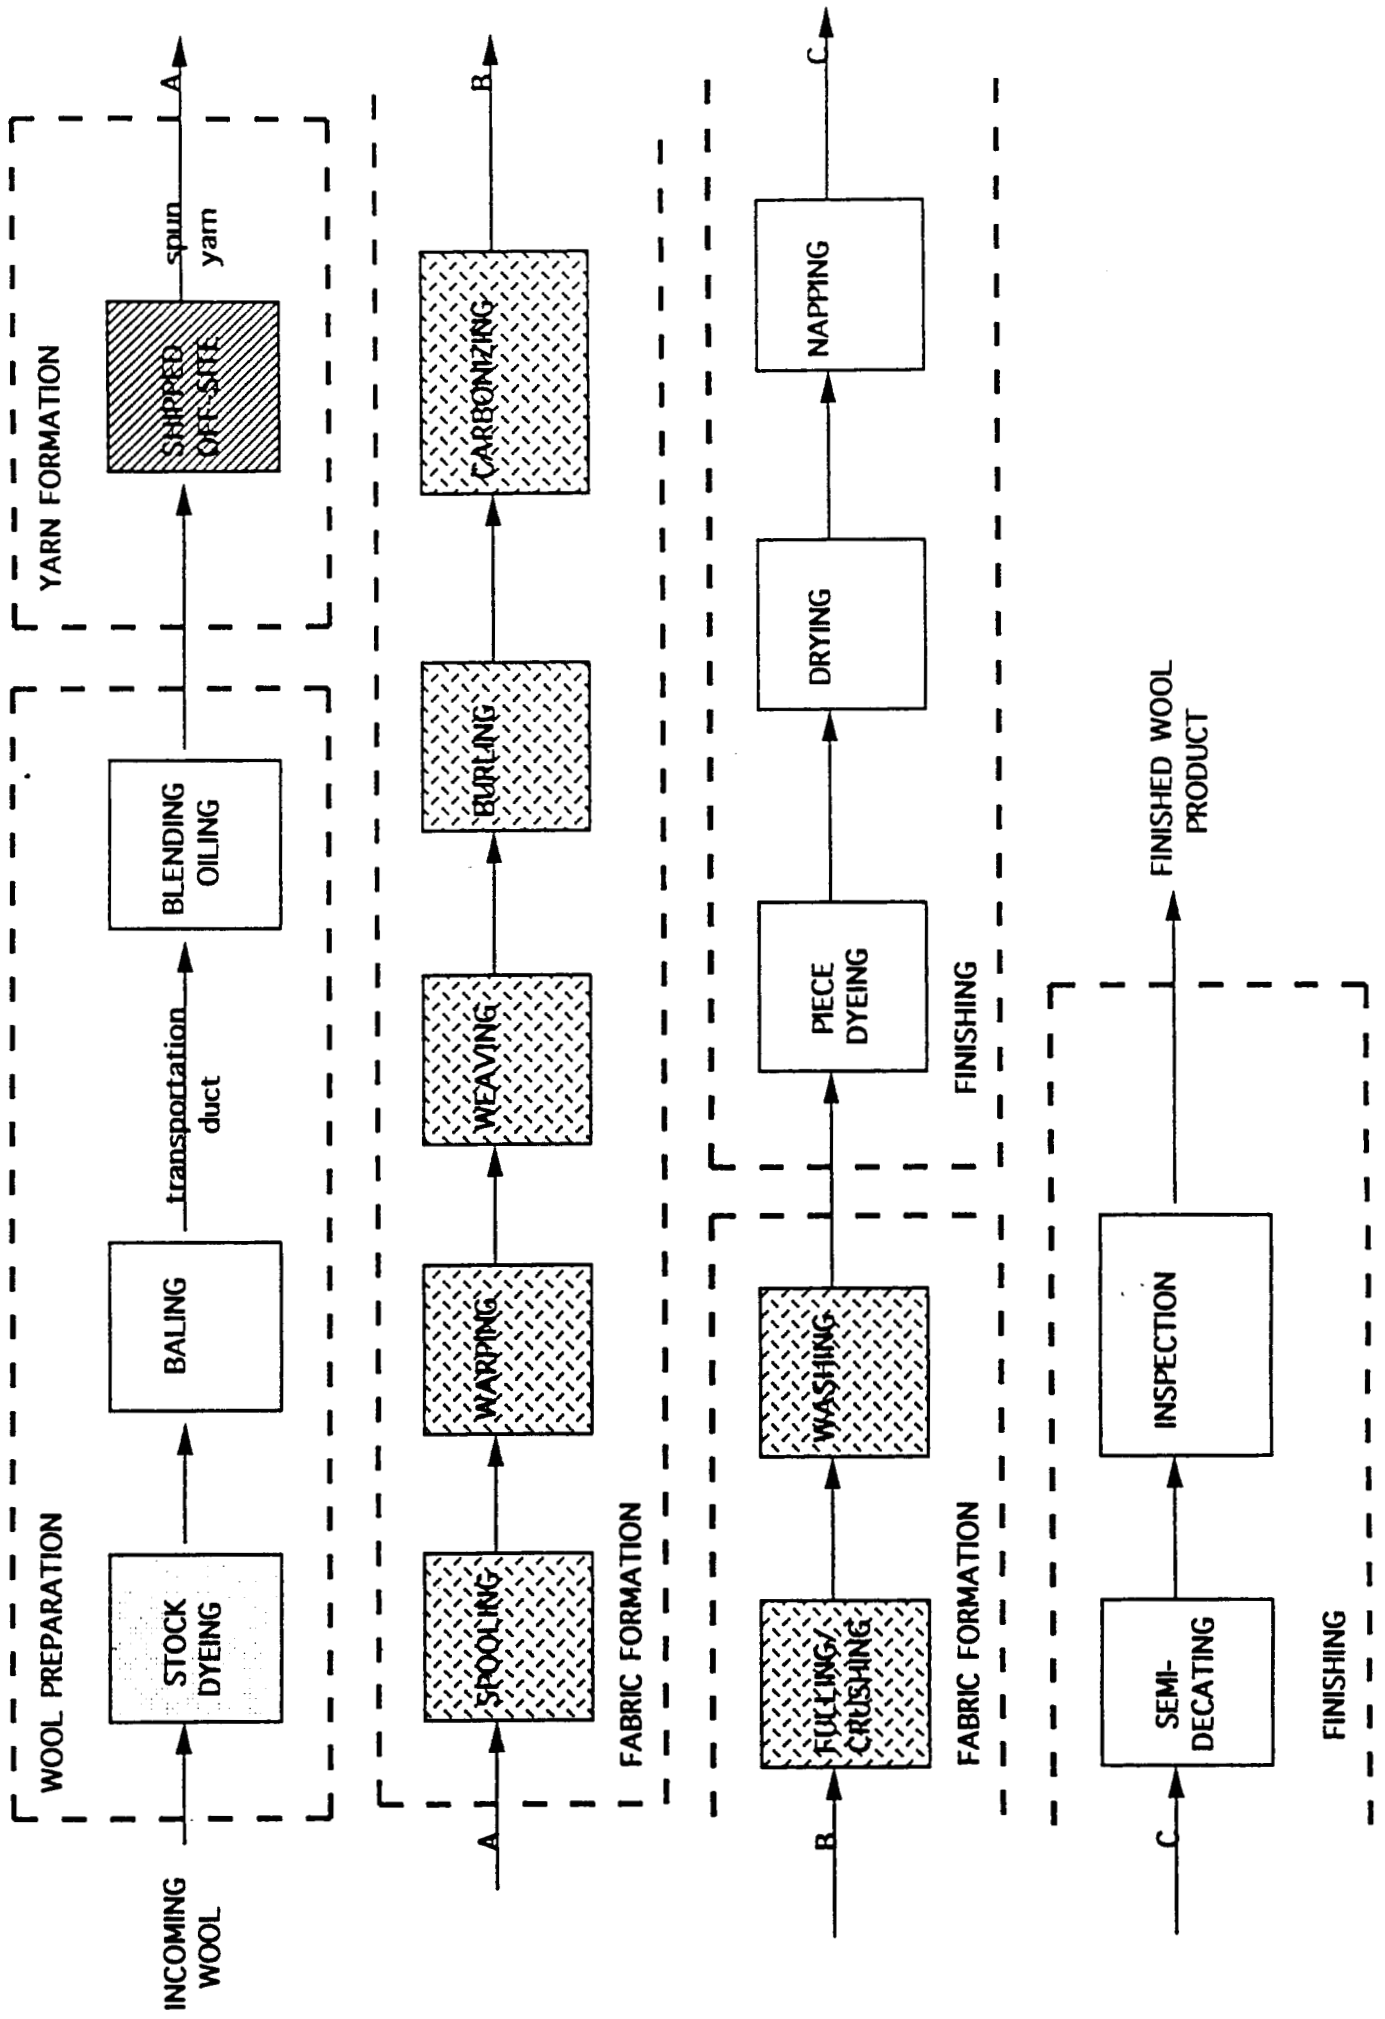 WOOL PREPARATION
INCOMING
WOOL
STOCK
DYEING
BALING
transportation
duct
BLENDING
OILING
YARN FORMATION
SHIPPED
OFF-SITE
spun
yarn
A
A
SPOOLING
WARPING
WEAVING
BURLING
CARBONIZING
B
FABRIC FORMATION
B
FULLING/
CRUSHING
WASHING
FABRIC FORMATION
PIECE
DYEING
DRYING
NAPPING
C
FINISHING
C
SEMI-
DECATING
INSPECTION
FINISHED WOOL
PRODUCT
FINISHING